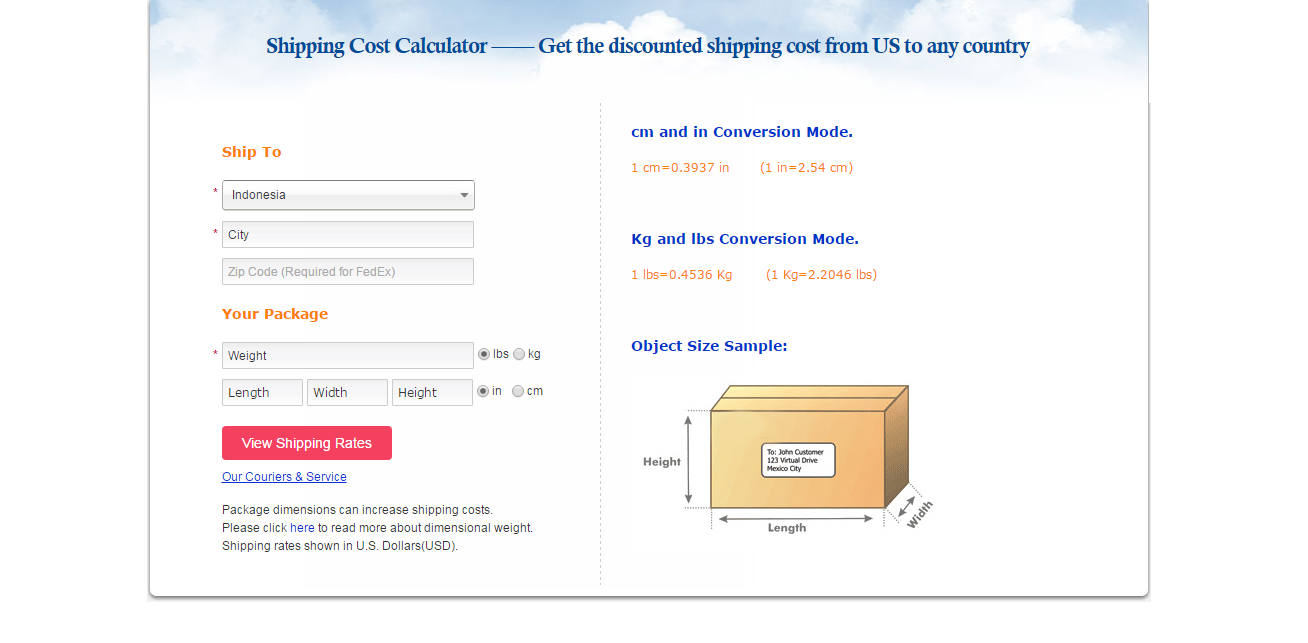 Shipping Cost Calculator —— Get the discounted shipping cost from US to any country
Ship To
* Indonesia
* City
Zip Code (Required for FedEx)
Your Package
* Weight lbs kg
Length Width Height in cm
View Shipping Rates
Our Couriers & Service
Package dimensions can increase shipping costs.
Please click here to read more about dimensional weight.
Shipping rates shown in U.S. Dollars(USD).
cm and in Conversion Mode.
1 cm=0.3937 in (1 in=2.54 cm)
Kg and lbs Conversion Mode.
1 lbs=0.4536 Kg (1 Kg=2.2046 lbs)
Object Size Sample:
To: John Customer
123 Virtual Drive
Mexico City
Height
Length
Width